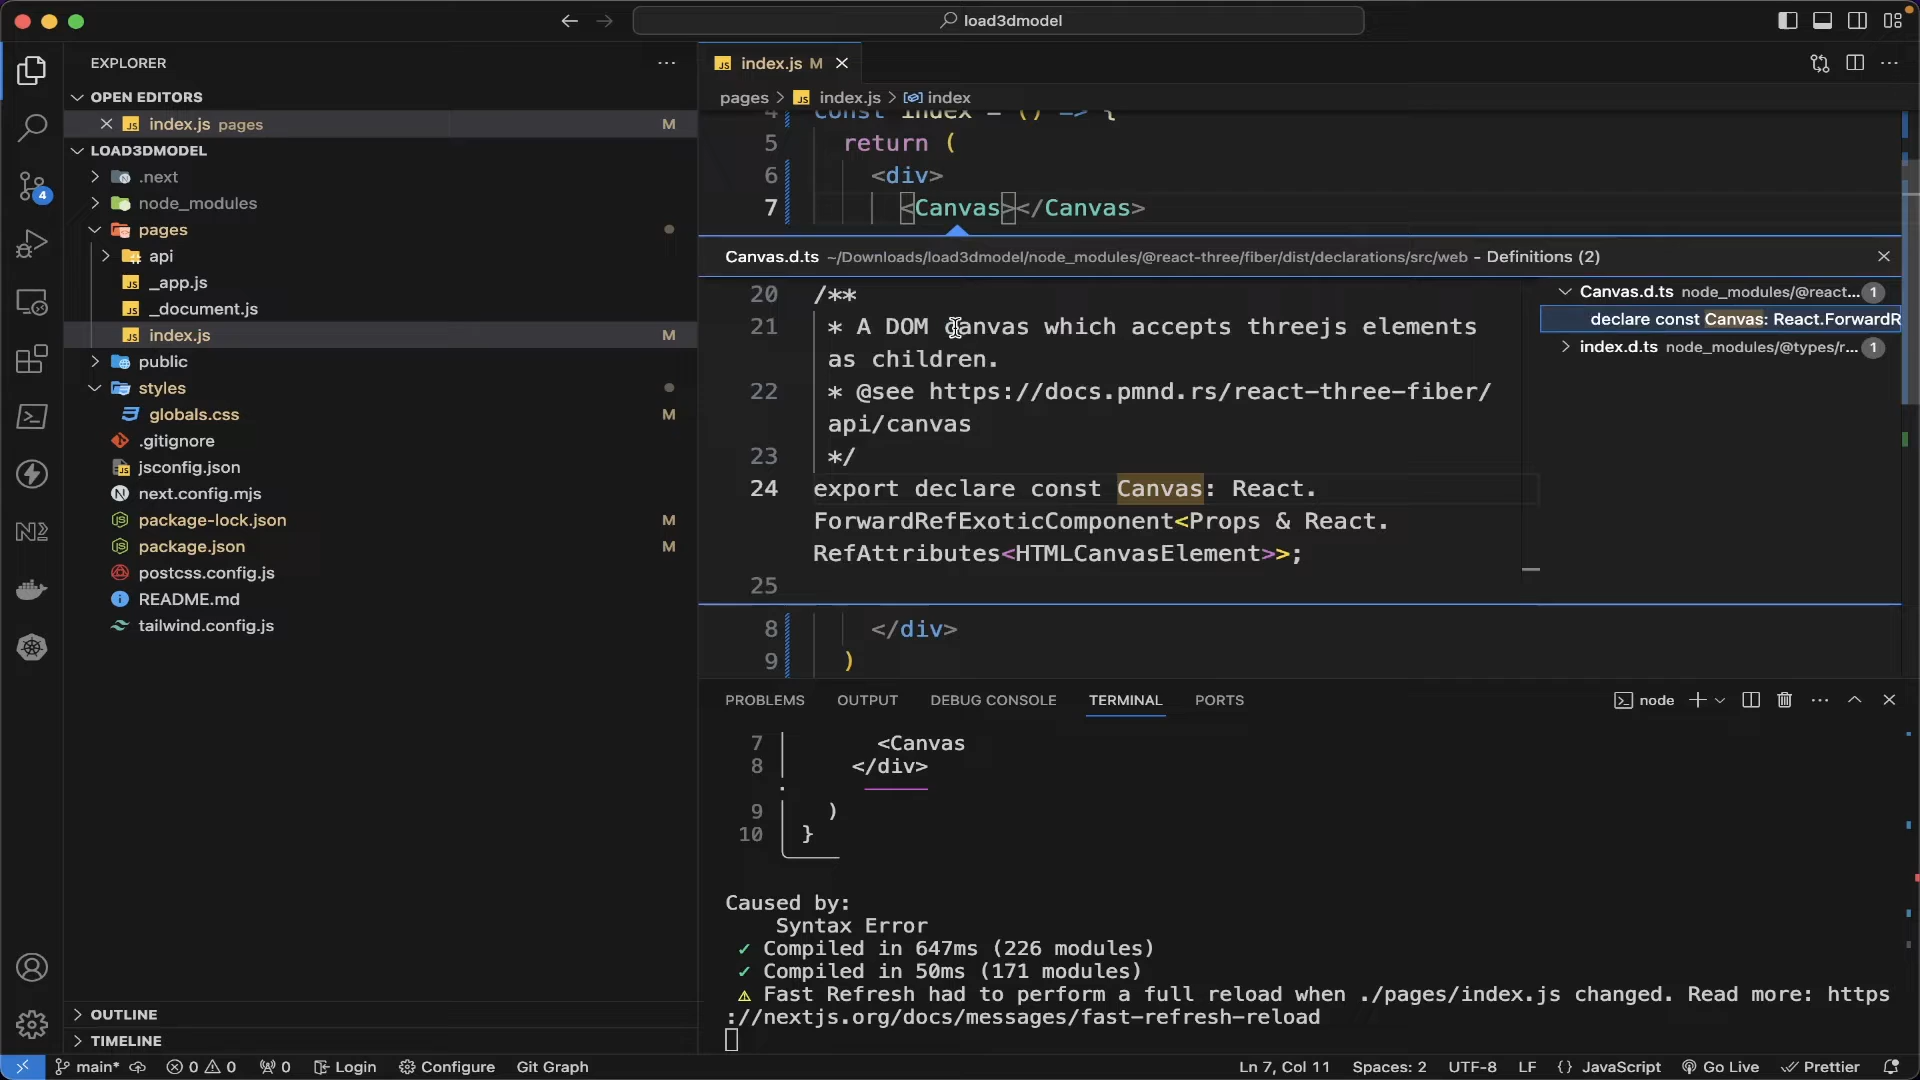 load3dmodel
EXPLORER
OPEN EDITORS
index.js pages M
LOAD3DMODEL
.next
node_modules
pages
api
_app.js
_document.js
index.js M
public
styles
globals.css M
.gitignore
jsconfig.json
next.config.mjs
package-lock.json M
package.json M
postcss.config.js
README.md
tailwind.config.js
OUTLINE
TIMELINE
4
index.js M
pages > index.js > index
4 const index = () => {
5 return (
6 <div>
7 <Canvas></Canvas>
Canvas.d.ts ~/Downloads/load3dmodel/node_modules/@react-three/fiber/dist/declarations/src/web - Definitions (2)
20 /**
21 * A DOM canvas which accepts threejs elements
as children.
22 * @see https://docs.pmnd.rs/react-three-fiber/
api/canvas
23 */
24 export declare const Canvas: React.
ForwardRefExoticComponent<Props & React.
RefAttributes<HTMLCanvasElement>>;
25
Canvas.d.ts node_modules/@react... 1
declare const Canvas: React.ForwardR
index.d.ts node_modules/@types/r... 1
8 </div>
9 )
PROBLEMS OUTPUT DEBUG CONSOLE TERMINAL PORTS
node
7 <Canvas
8 </div>
9 )
10 }
Caused by:
Syntax Error
✓ Compiled in 647ms (226 modules)
✓ Compiled in 50ms (171 modules)
⚠ Fast Refresh had to perform a full reload when ./pages/index.js changed. Read more: https
://nextjs.org/docs/messages/fast-refresh-reload
main* 0 0 0 Login Configure Git Graph
Ln 7, Col 11 Spaces: 2 UTF-8 LF {} JavaScript Go Live Prettier